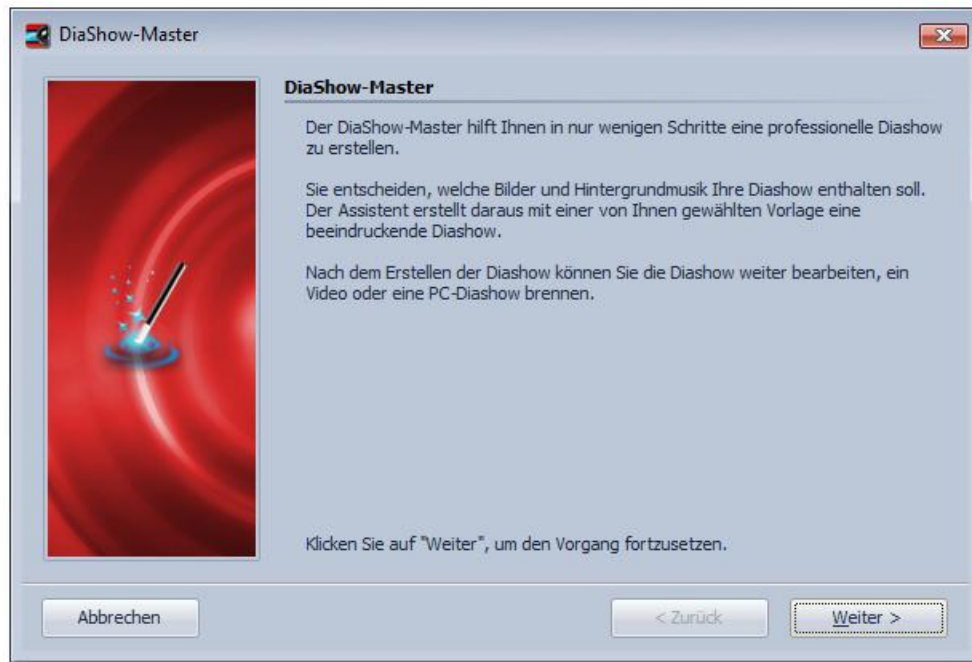 DiaShow-Master
DiaShow-Master
Der DiaShow-Master hilft Ihnen in nur wenigen Schritte eine professionelle Diashow
zu erstellen.
Sie entscheiden, welche Bilder und Hintergrundmusik Ihre Diashow enthalten soll.
Der Assistent erstellt daraus mit einer von Ihnen gewählten Vorlage eine
beeindruckende Diashow.
Nach dem Erstellen der Diashow können Sie die Diashow weiter bearbeiten, ein
Video oder eine PC-Diashow brennen.
Klicken Sie auf "Weiter", um den Vorgang fortzusetzen.
Abbrechen
< Zurück
Weiter >